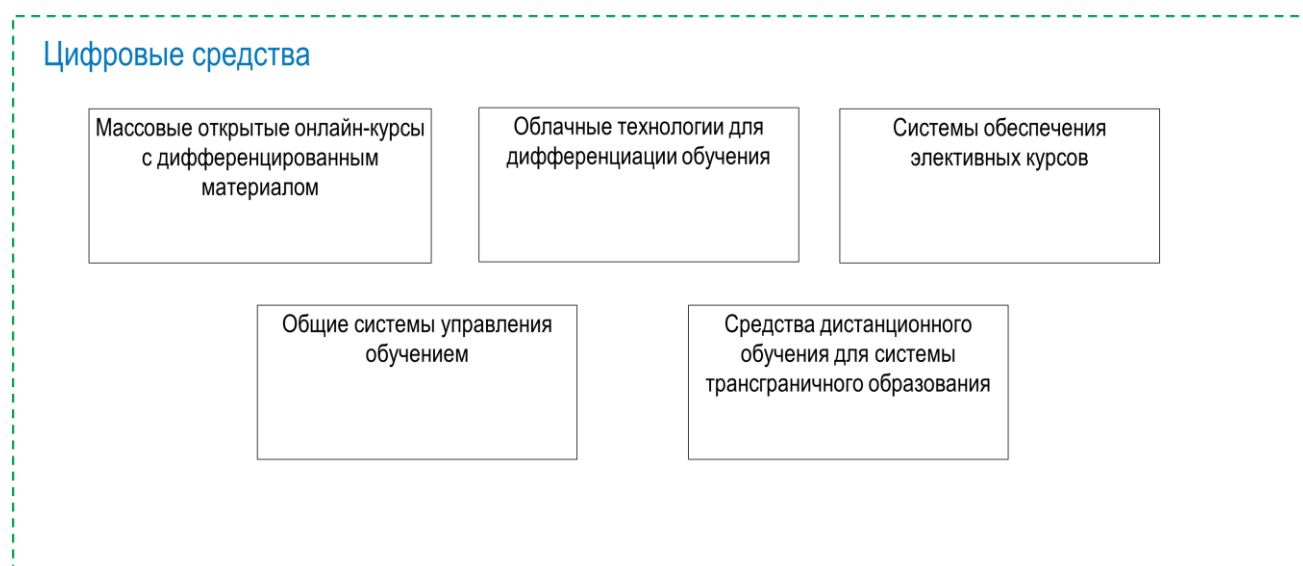 Цифровые средства
Массовые открытые онлайн-курсы
с дифференцированным
материалом
Облачные технологии для
дифференциации обучения
Системы обеспечения
элективных курсов
Общие системы управления
обучением
Средства дистанционного
обучения для системы
трансграничного образования